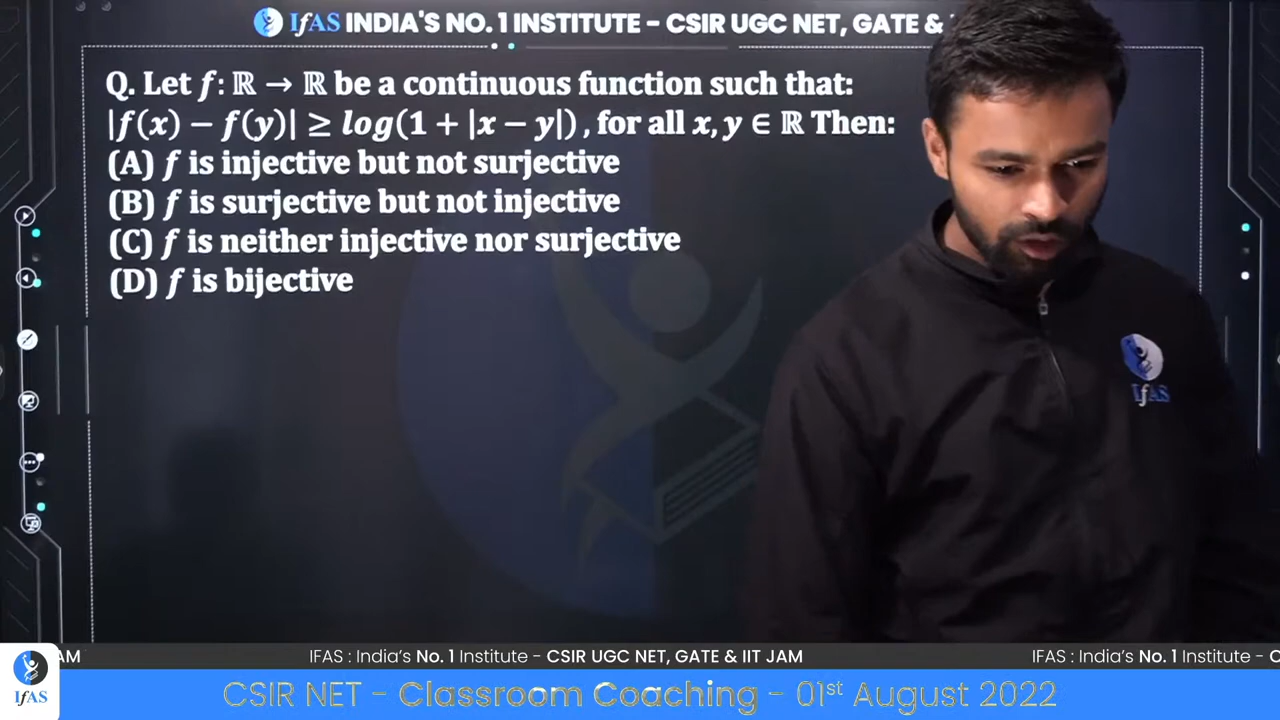 IfAS INDIA'S NO. 1 INSTITUTE - CSIR UGC NET, GATE &
Q. Let f: ℝ → ℝ be a continuous function such that:
|f(x) − f(y)| ≥ log(1 + |x − y|), for all x, y ∈ ℝ Then:
(A) f is injective but not surjective
(B) f is surjective but not injective
(C) f is neither injective nor surjective
(D) f is bijective
IfAS
AM
IFAS : India's No. 1 Institute - CSIR UGC NET, GATE & IIT JAM
IFAS : India's No. 1 Institute - C
IfAS
CSIR NET - Classroom Coaching - 01st August 2022